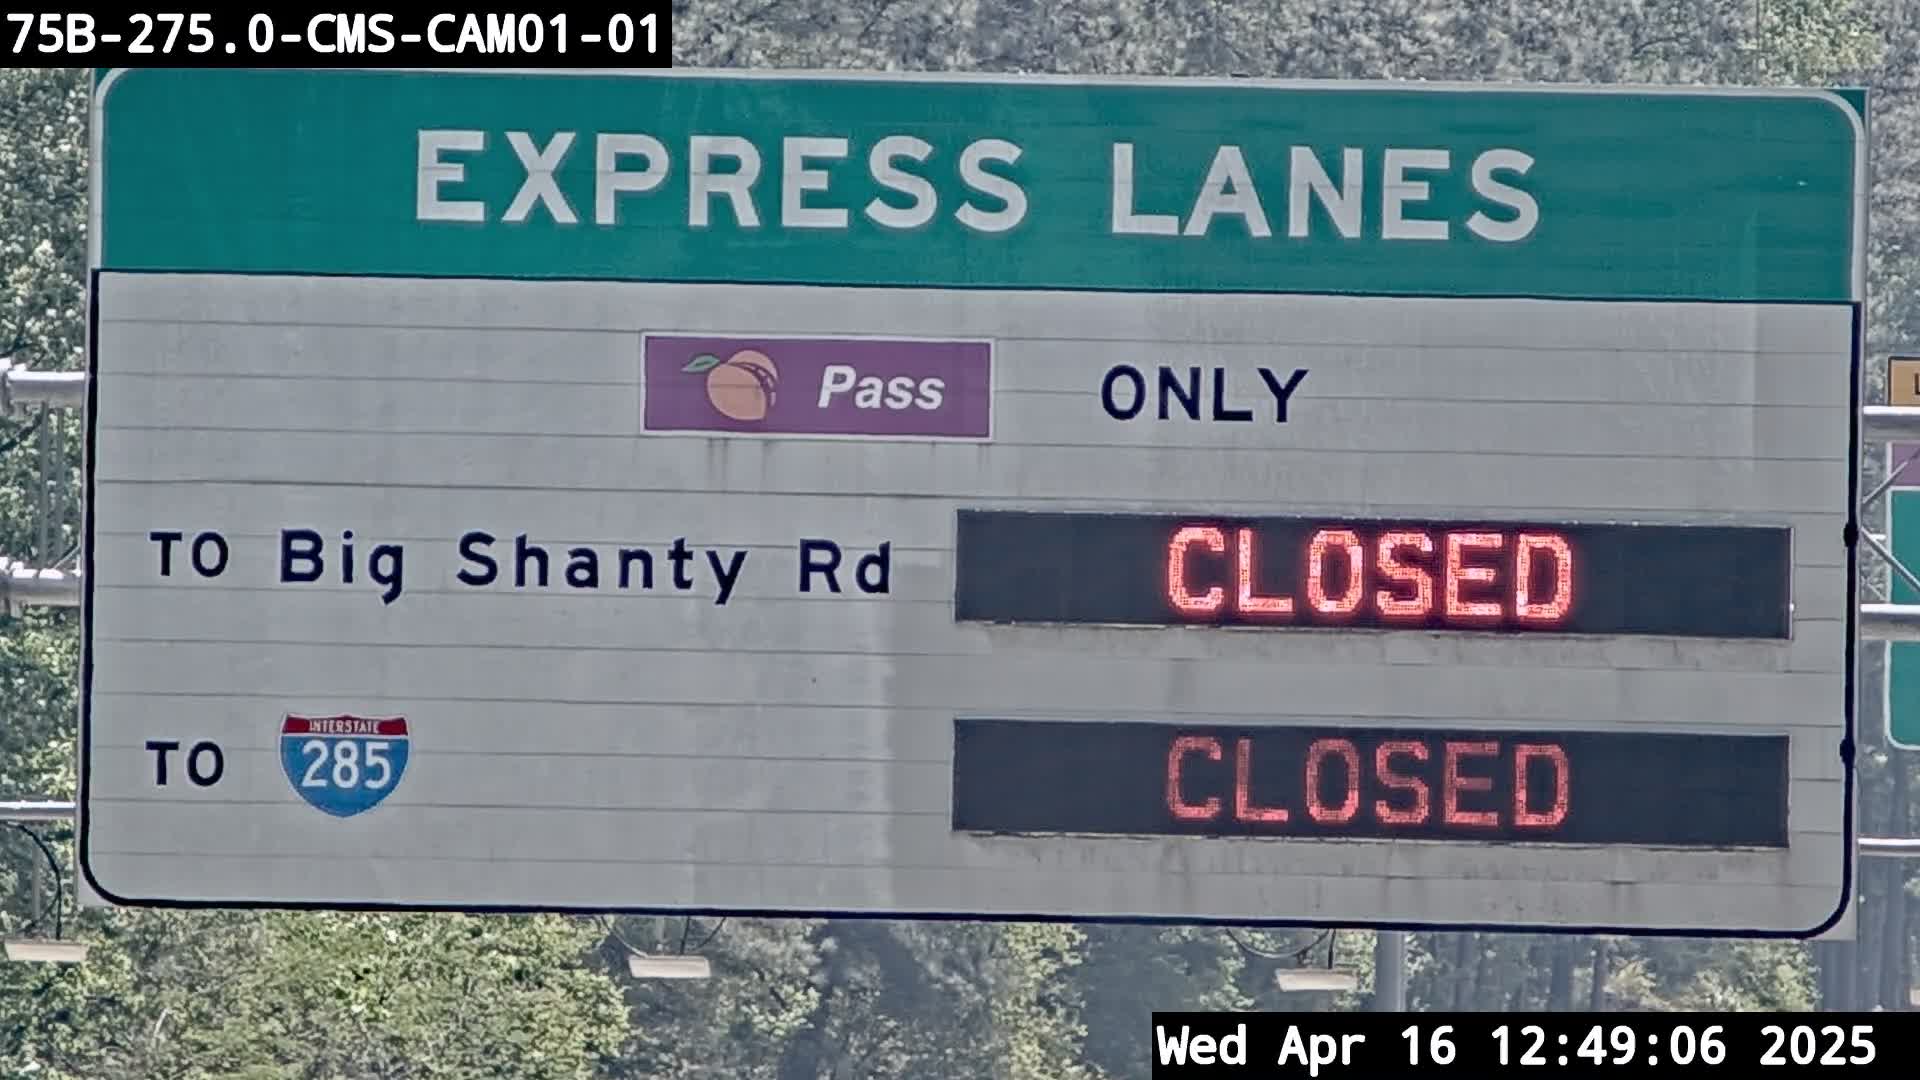 75B-275.0-CMS-CAM01-01
EXPRESS LANES
Pass ONLY
TO Big Shanty Rd CLOSED
TO INTERSTATE 285 CLOSED
Wed Apr 16 12:49:06 2025